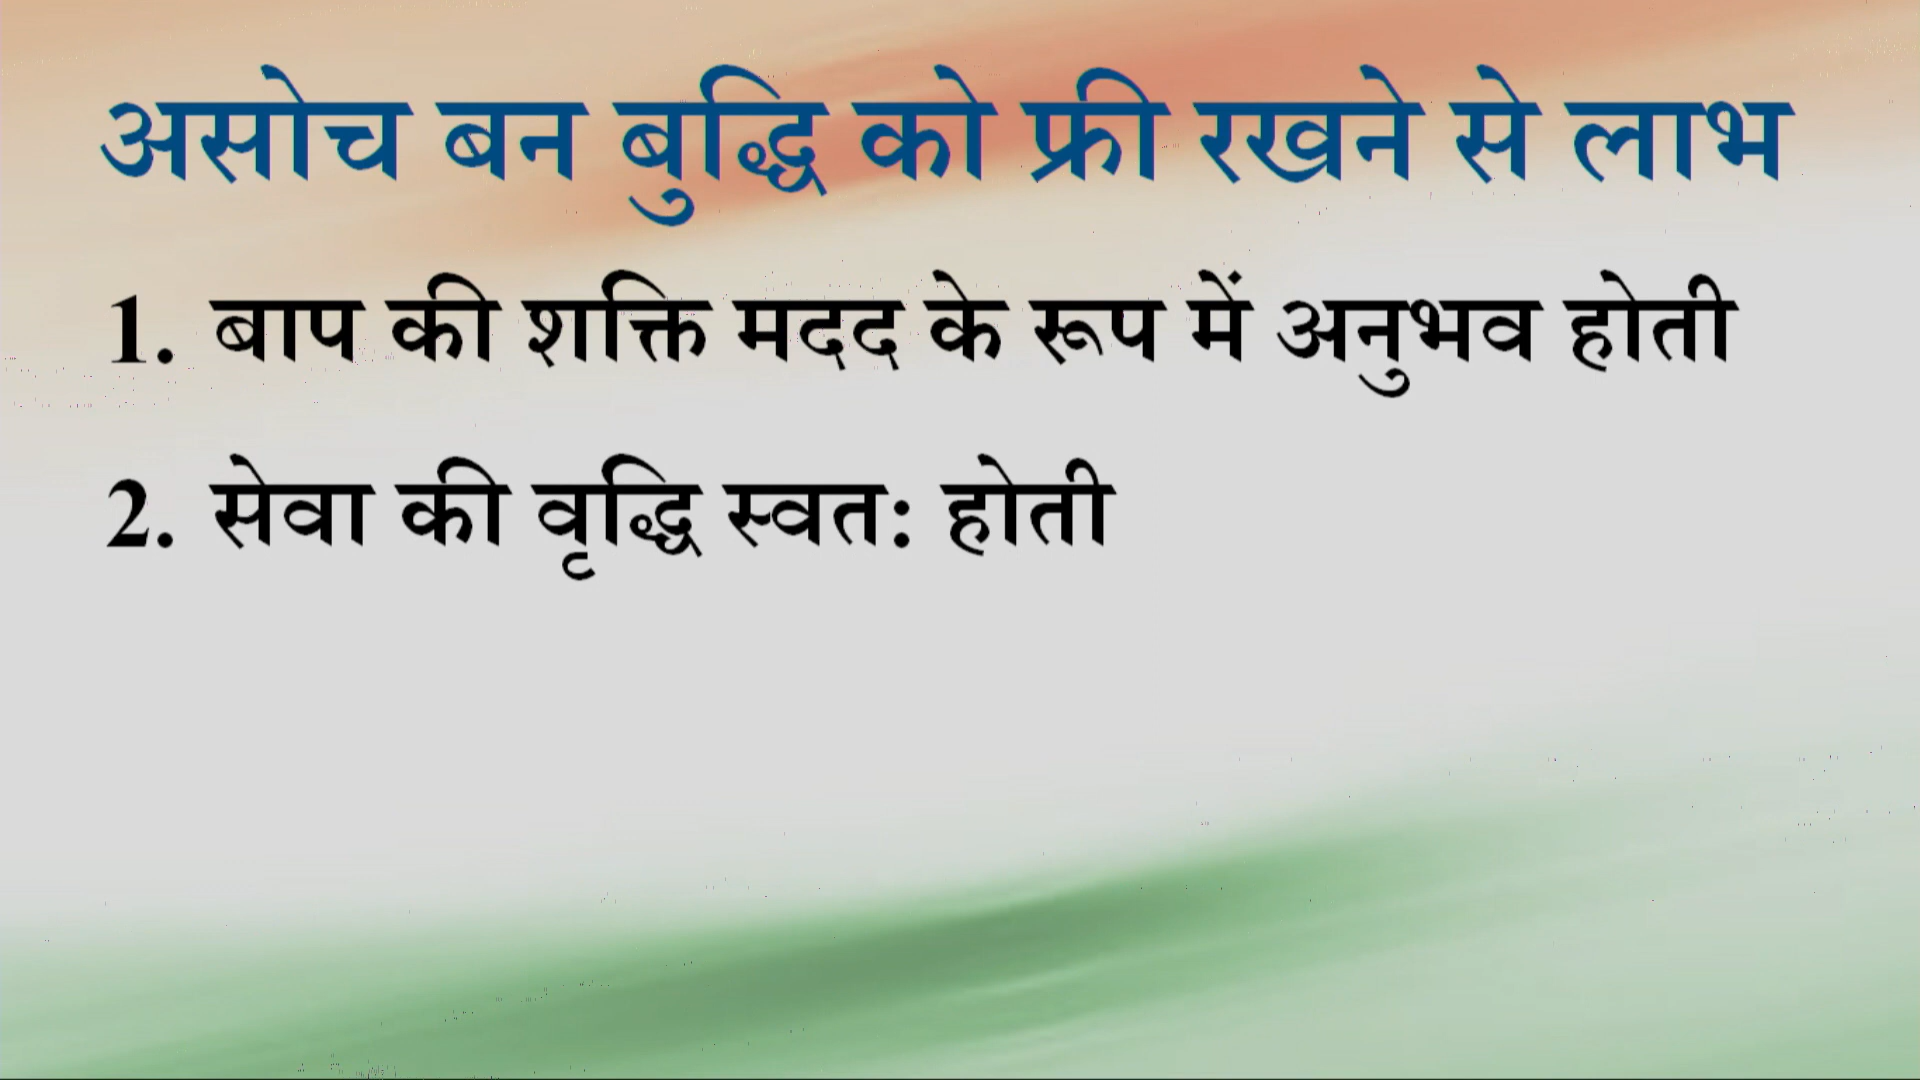 असोच बन बुद्धि को फ्री रखने से लाभ
1. बाप की शक्ति मदद के रूप में अनुभव होती
2. सेवा की वृद्धि स्वत: होती